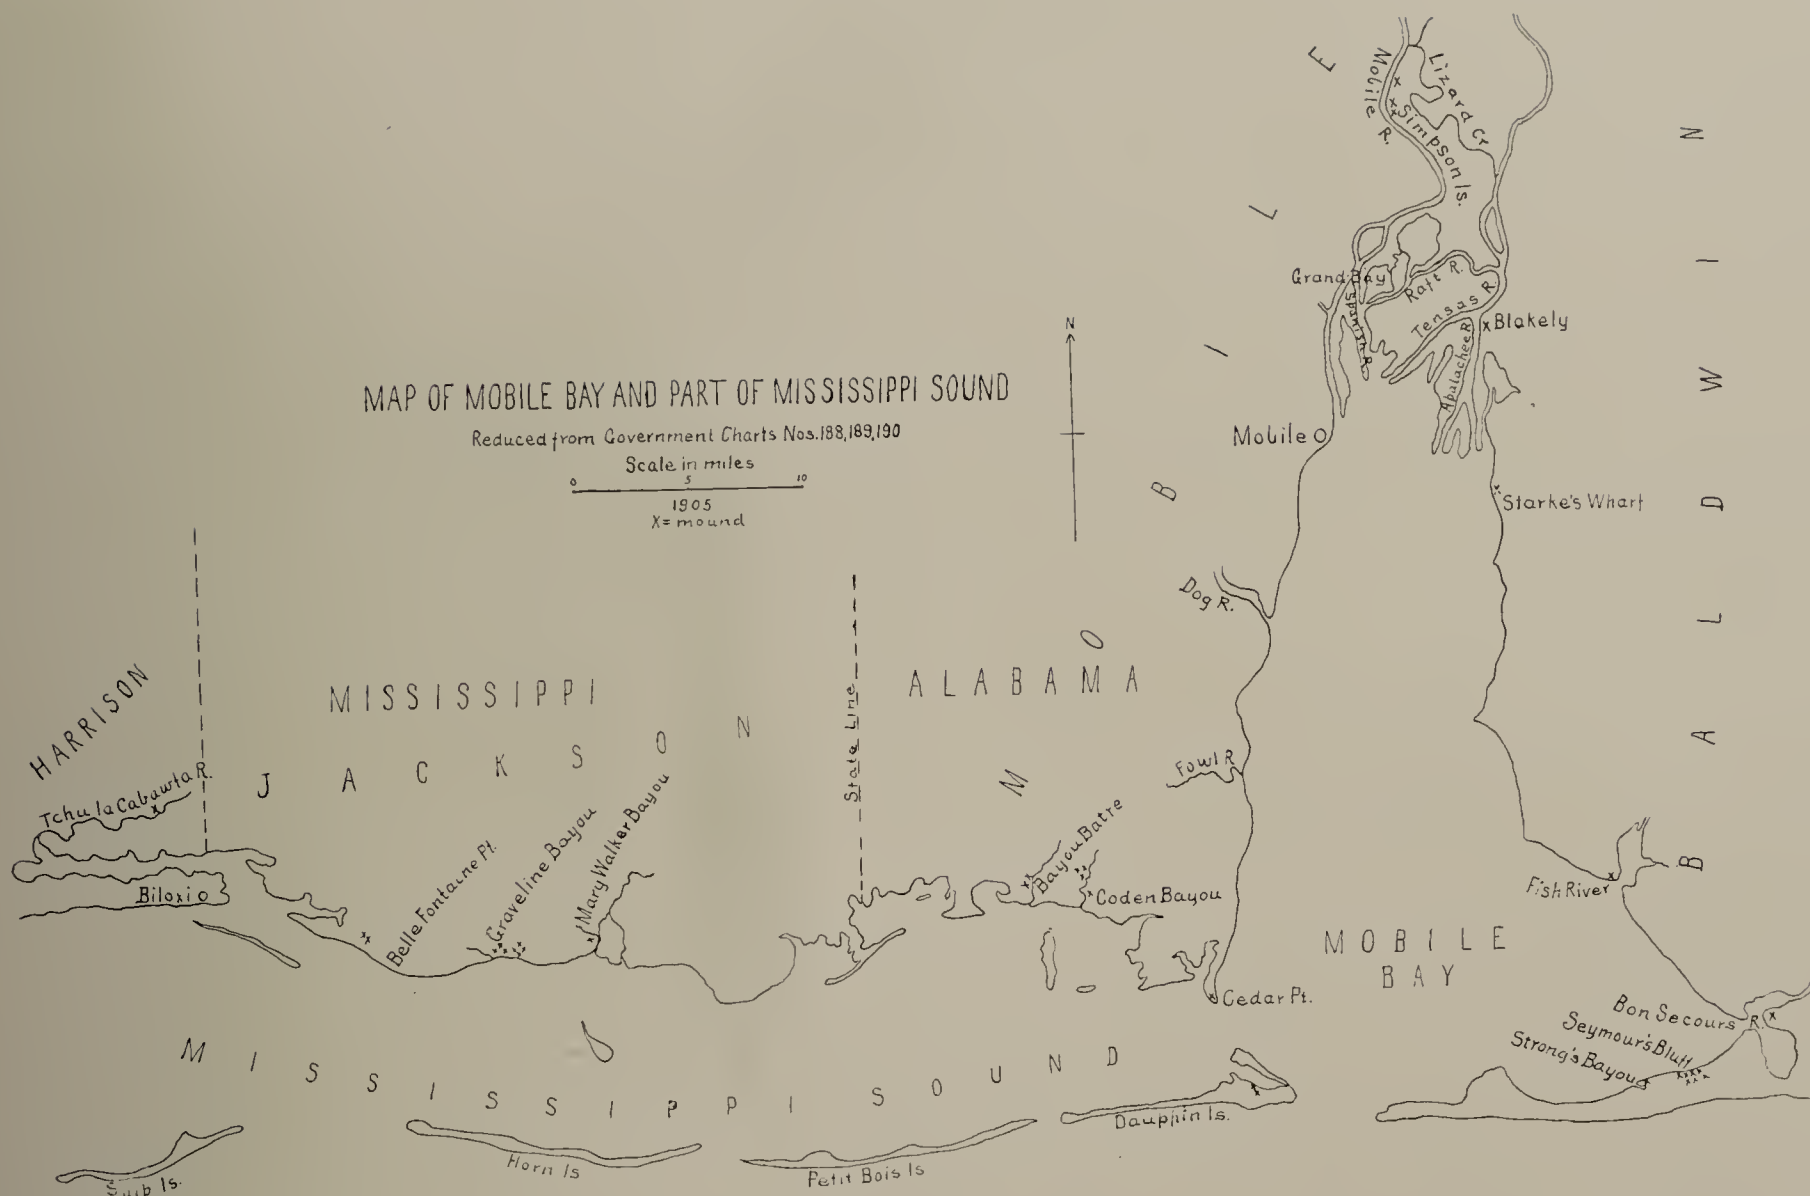 MAP OF MOBILE BAY AND PART OF MISSISSIPPI SOUND
Reduced from Government Charts Nos.188,189,190
Scale in miles
0 5 10
1905
X=mound
N
MOBILE
BALDWIN
Mobile R.
Lizard Cr
Simpson Is.
Grand Bay
Raft R.
Spanish R.
Tensas R
Apalachee R
x Blakely
Mobile
Starke's Wharf
Dog R.
HARRISON
MISSISSIPPI
ALABAMA
JACKSON
State Line
Fowl R
Tchula Cabawta R.
Biloxi
Belle Fontaine Pt.
Graveline Bayou
Mary Walker Bayou
Bayou Batre
Coden Bayou
Fish River
MOBILE
BAY
Cedar Pt.
Bon Secours R.
Seymour's Bluff
Strong's Bayou
MISSISSIPPI SOUND
Dauphin Is.
Horn Is
Petit Bois Is
Is.